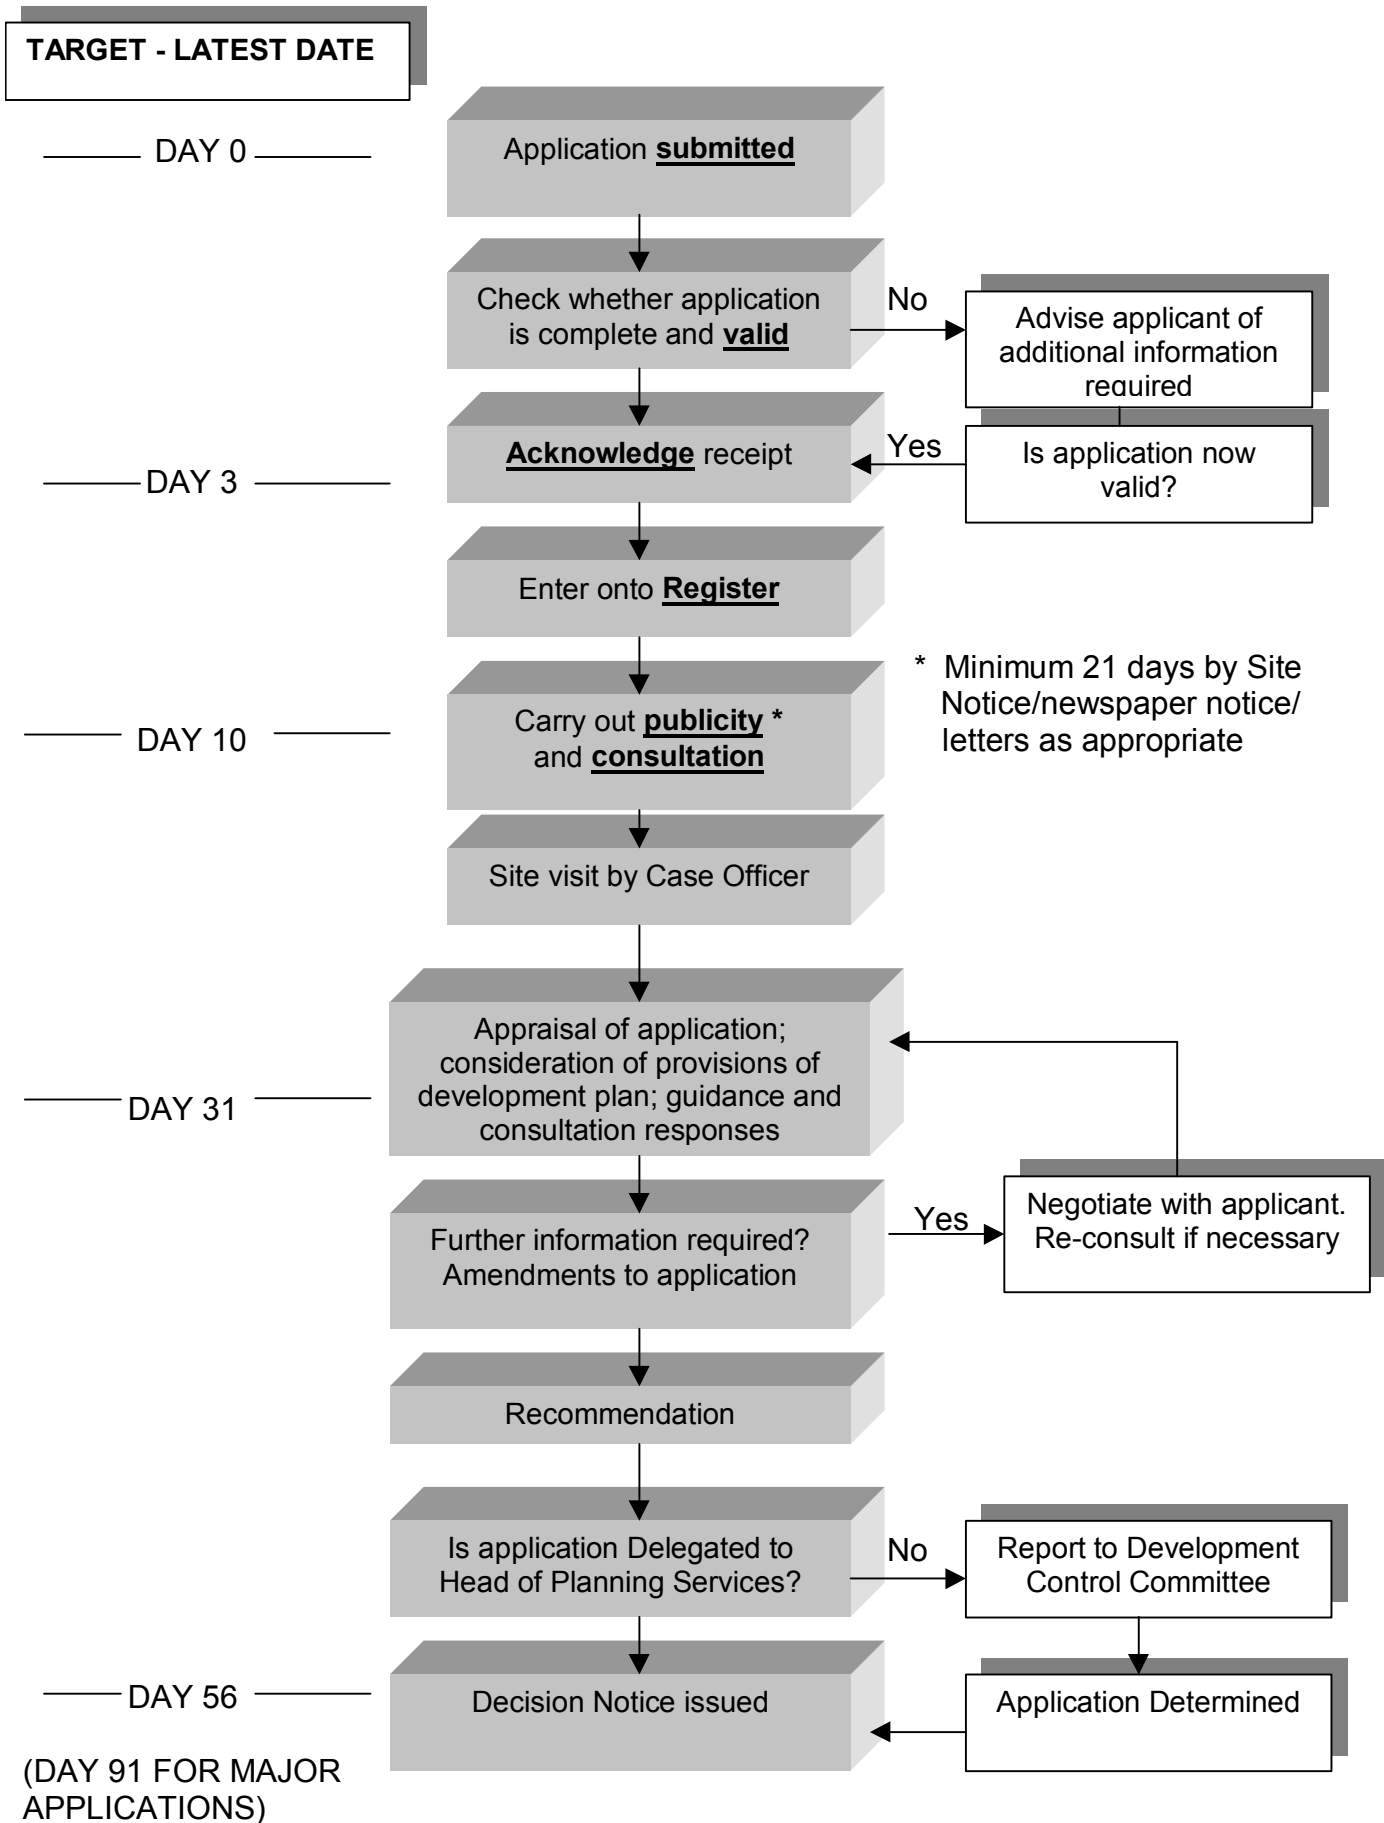 TARGET - LATEST DATE
DAY 0
Application submitted
Check whether application
is complete and valid
No
Advise applicant of
additional information
required
DAY 3
Acknowledge receipt
Yes
Is application now
valid?
Enter onto Register
DAY 10
Carry out publicity *
and consultation
* Minimum 21 days by Site
Notice/newspaper notice/
letters as appropriate
Site visit by Case Officer
DAY 31
Appraisal of application;
consideration of provisions of
development plan; guidance and
consultation responses
Further information required?
Amendments to application
Yes
Negotiate with applicant.
Re-consult if necessary
Recommendation
Is application Delegated to
Head of Planning Services?
No
Report to Development
Control Committee
DAY 56
Decision Notice issued
Application Determined
(DAY 91 FOR MAJOR
APPLICATIONS)